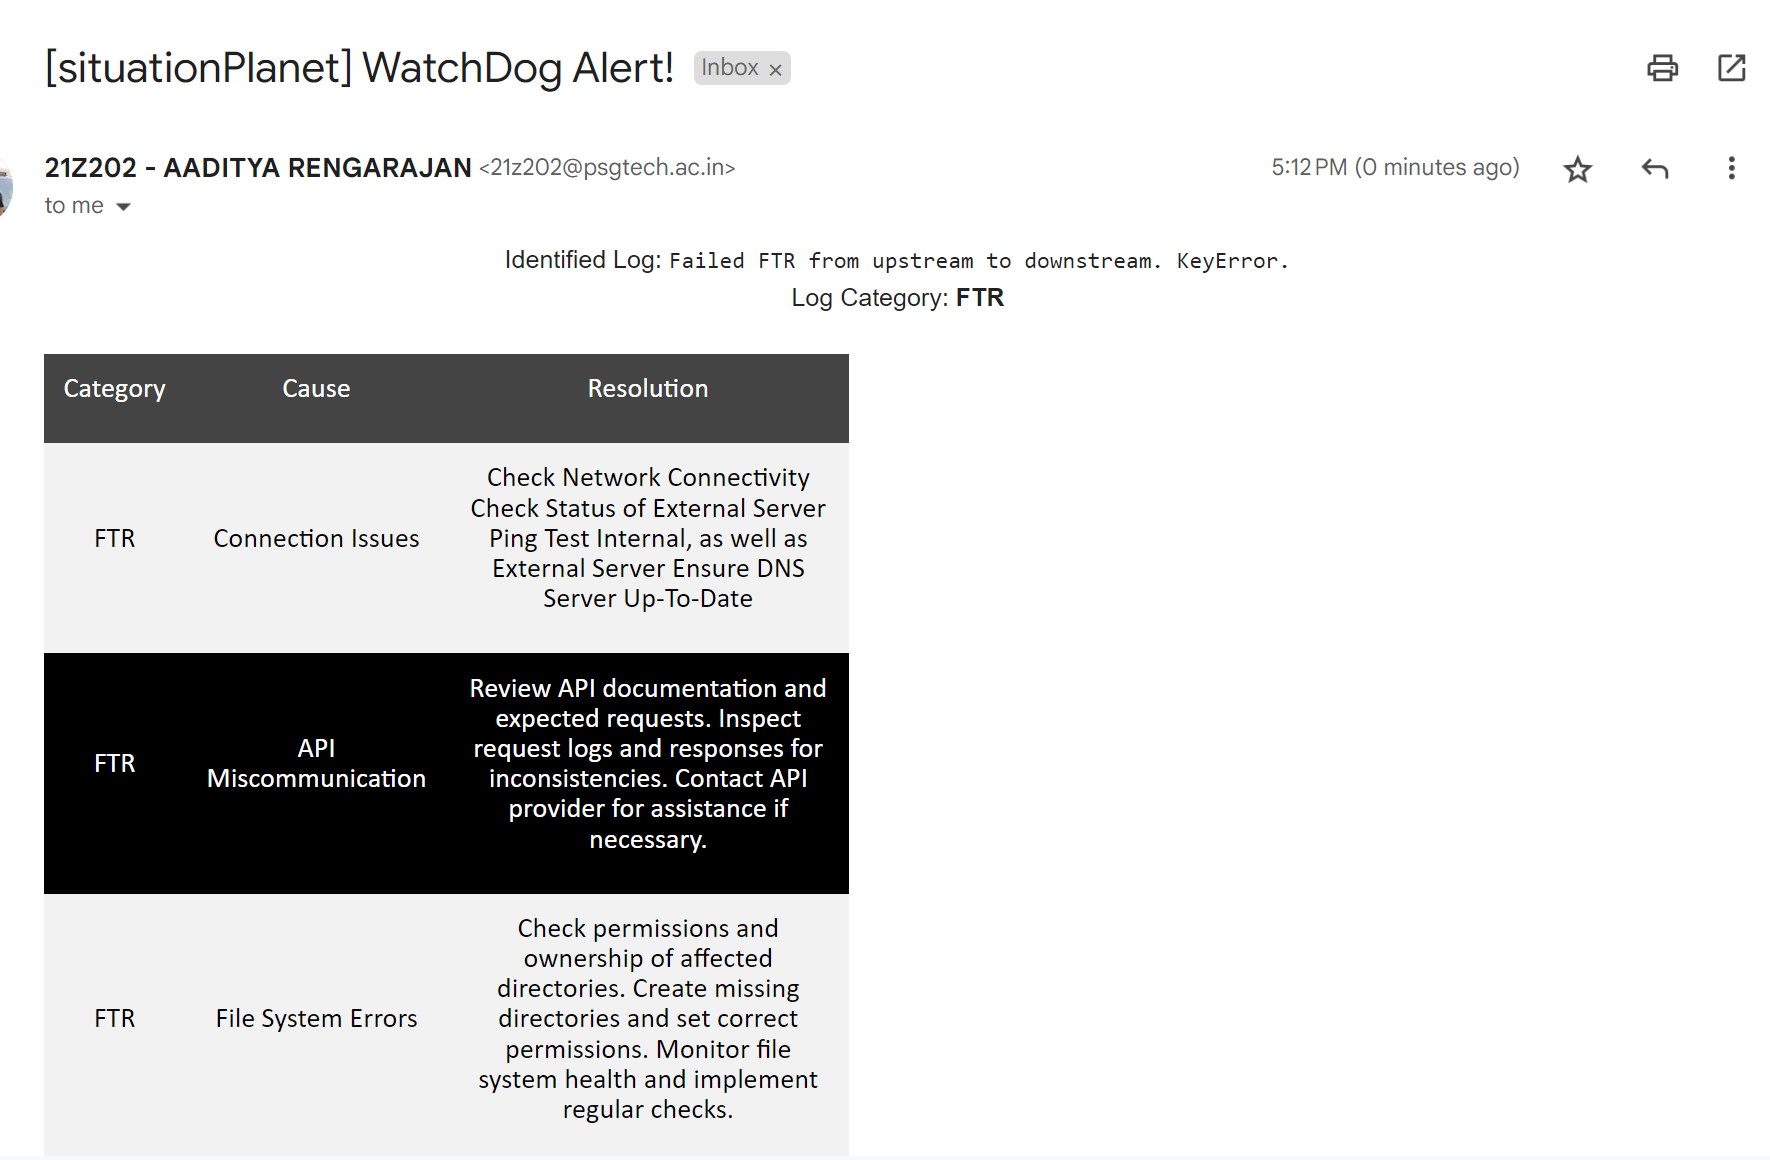 [situationPlanet] WatchDog Alert! Inbox ×
21Z202 - AADITYA RENGARAJAN <21z202@psgtech.ac.in> 5:12 PM (0 minutes ago)
to me
Identified Log: Failed FTR from upstream to downstream. KeyError.
Log Category: FTR
Category Cause Resolution
FTR
Connection Issues
Check Network Connectivity
Check Status of External Server
Ping Test Internal, as well as
External Server Ensure DNS
Server Up-To-Date
FTR
API
Miscommunication
Review API documentation and
expected requests. Inspect
request logs and responses for
inconsistencies. Contact API
provider for assistance if
necessary.
FTR
File System Errors
Check permissions and
ownership of affected
directories. Create missing
directories and set correct
permissions. Monitor file
system health and implement
regular checks.